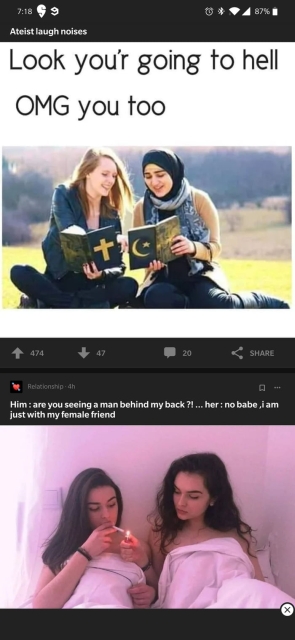 7:18
87%
Ateist laugh noises
Look you'r going to hell
OMG you too
474
47
20
SHARE
Relationship · 4h
Him : are you seeing a man behind my back ?! ... her : no babe ,i am
just with my female friend